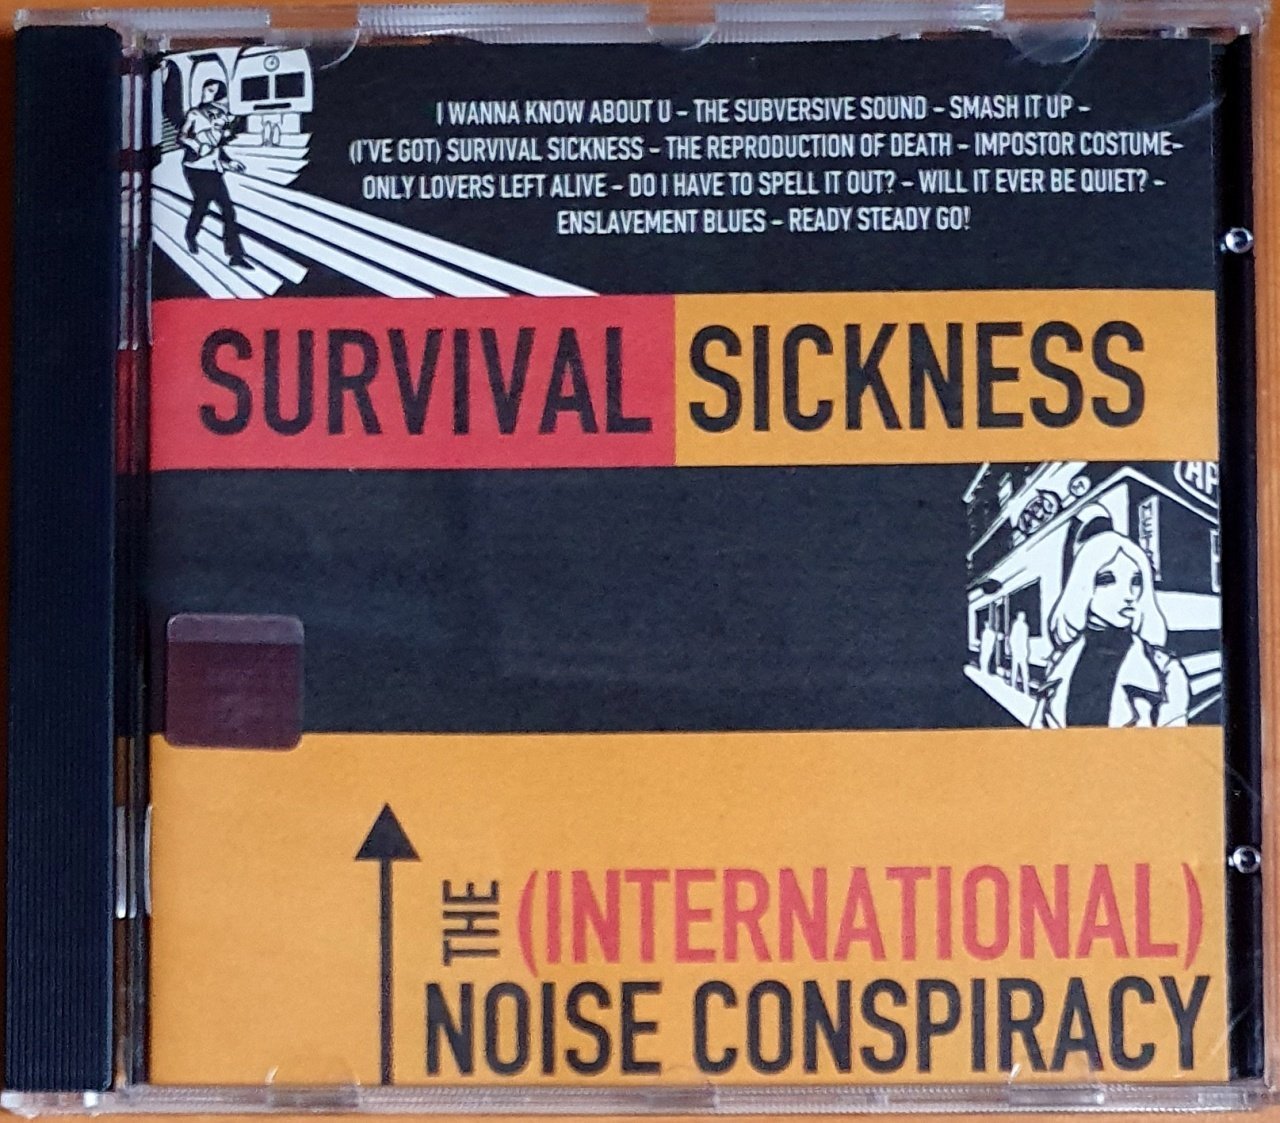 I WANNA KNOW ABOUT U – THE SUBVERSIVE SOUND – SMASH IT UP –
(I'VE GOT) SURVIVAL SICKNESS – THE REPRODUCTION OF DEATH – IMPOSTOR COSTUME–
ONLY LOVERS LEFT ALIVE – DO I HAVE TO SPELL IT OUT? – WILL IT EVER BE QUIET? –
ENSLAVEMENT BLUES – READY STEADY GO!
SURVIVAL SICKNESS
THE (INTERNATIONAL)
NOISE CONSPIRACY